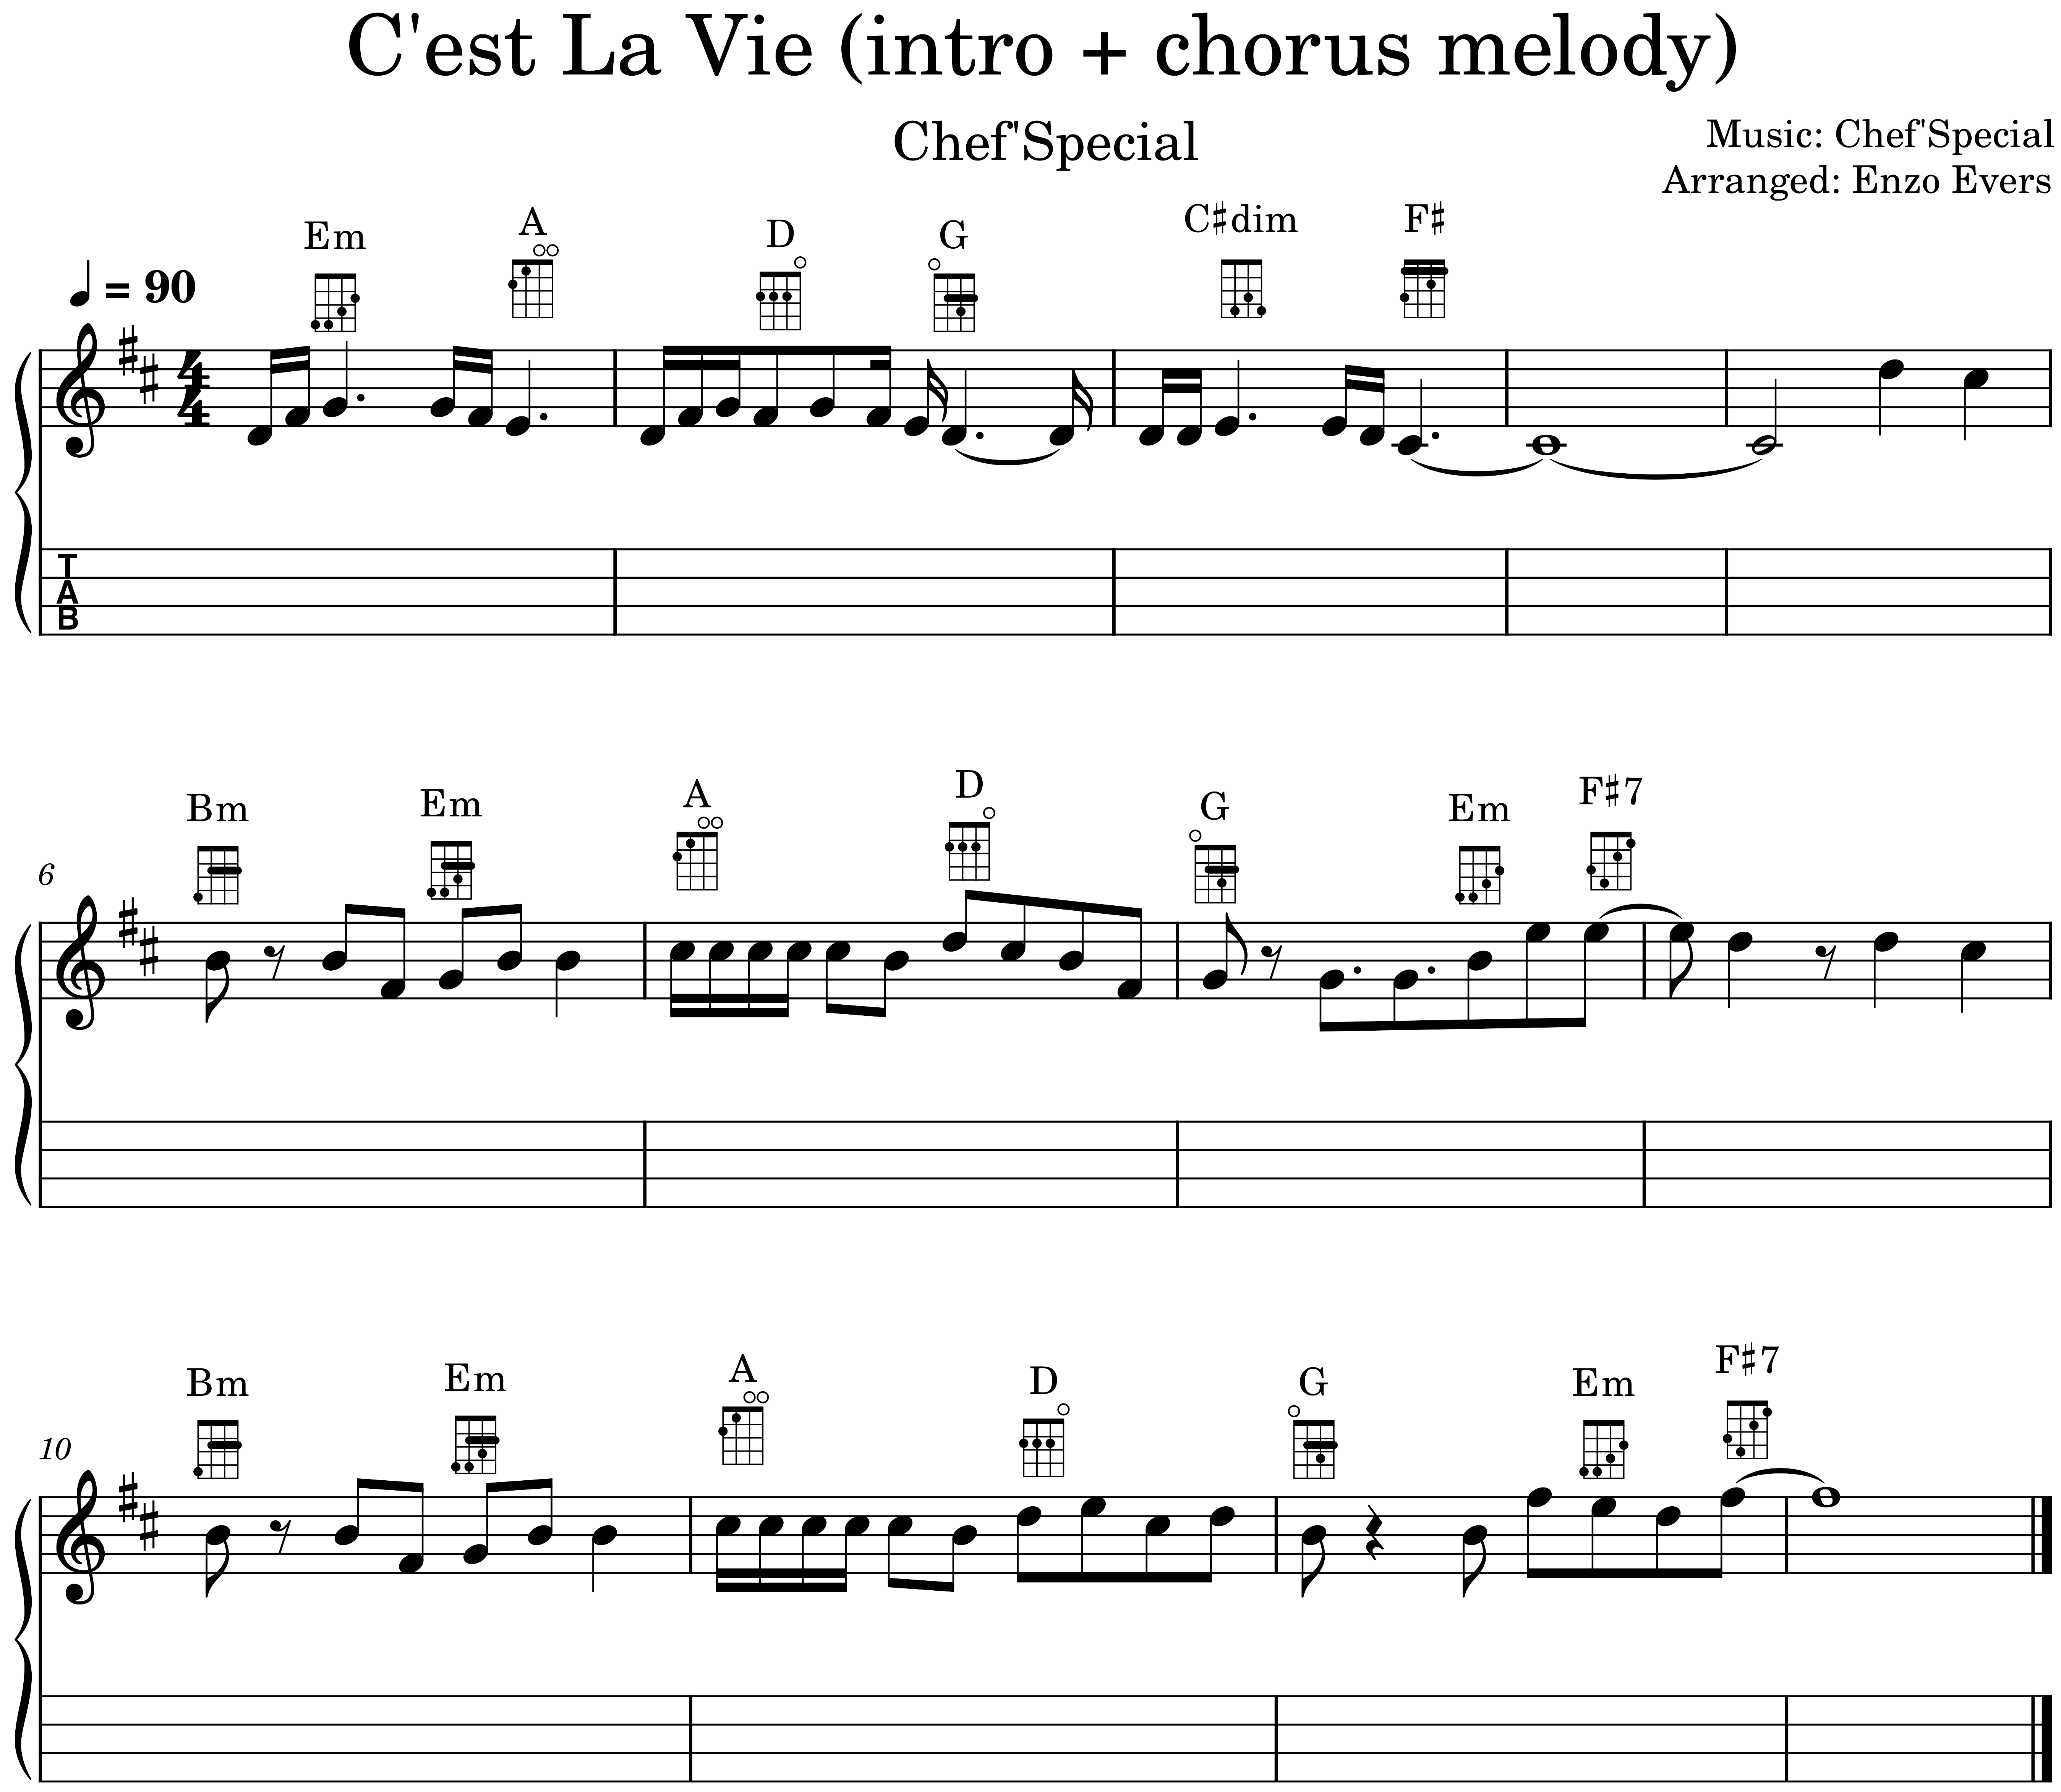 C'est La Vie (intro + chorus melody)
Chef'Special
Music: Chef'Special
Arranged: Enzo Evers
♩ = 90
Em A D G C♯dim F♯
4
4
T
A
B
Bm Em A D G Em F♯7
6
Bm Em A D G Em F♯7
10